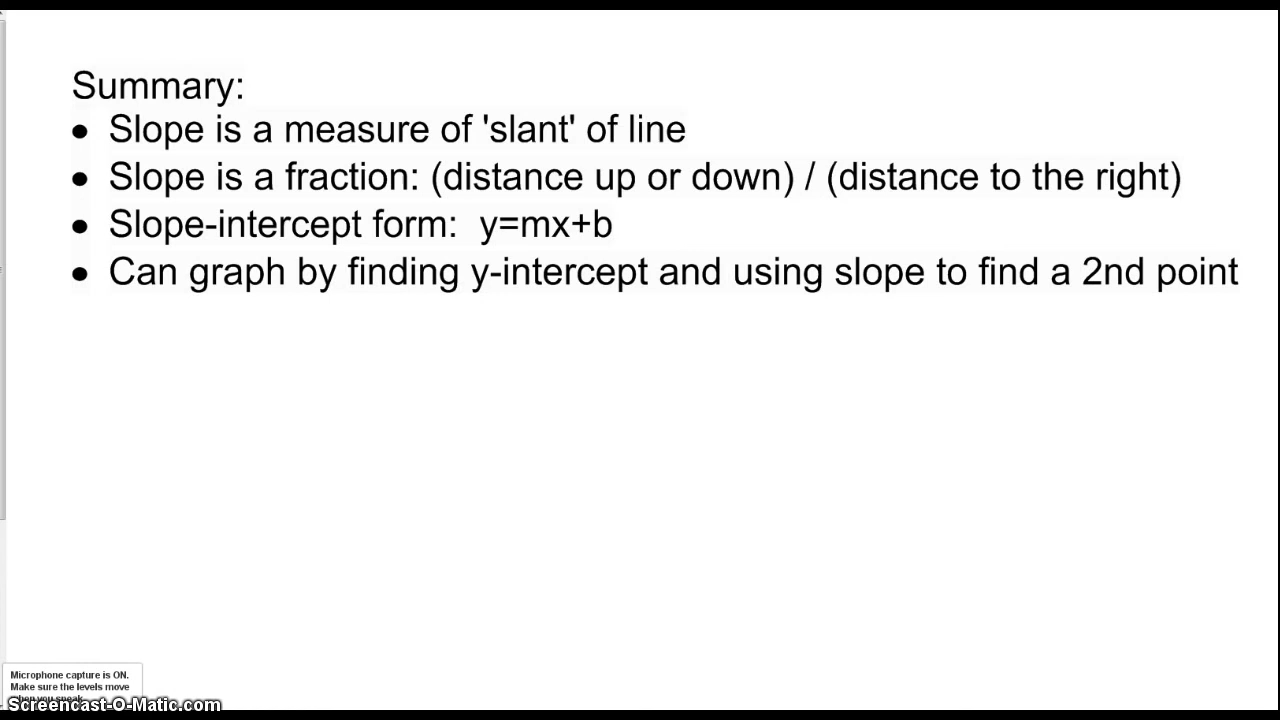 Summary:
• Slope is a measure of 'slant' of line
• Slope is a fraction: (distance up or down) / (distance to the right)
• Slope-intercept form: y=mx+b
• Can graph by finding y-intercept and using slope to find a 2nd point
Microphone capture is ON.
Make sure the levels move
when you speak.
Screencast-O-Matic.com